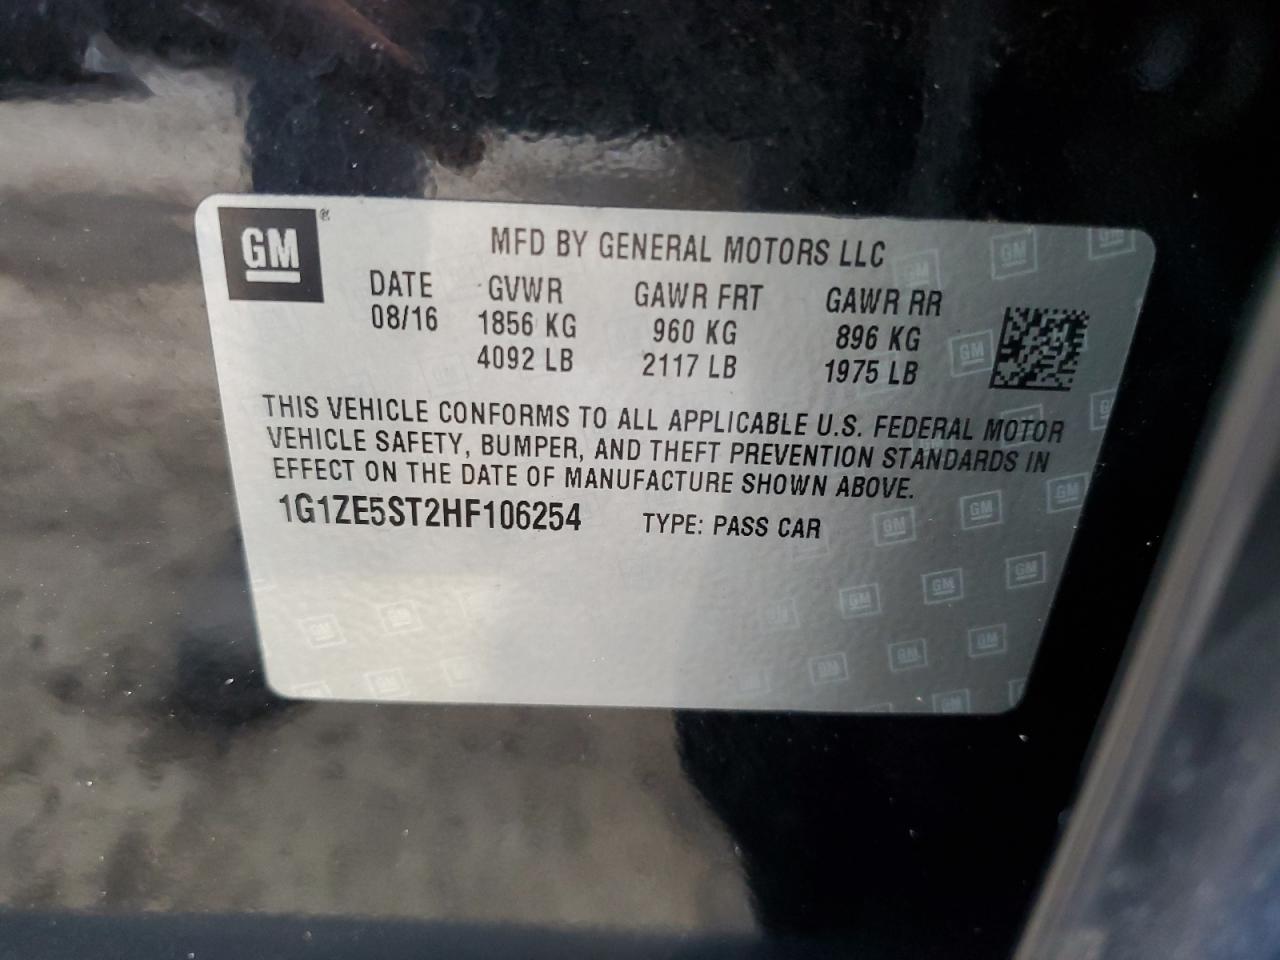 GM ®
MFD BY GENERAL MOTORS LLC
DATE GVWR GAWR FRT GAWR RR
08/16 1856 KG 960 KG 896 KG
4092 LB 2117 LB 1975 LB
THIS VEHICLE CONFORMS TO ALL APPLICABLE U.S. FEDERAL MOTOR
VEHICLE SAFETY, BUMPER, AND THEFT PREVENTION STANDARDS IN
EFFECT ON THE DATE OF MANUFACTURE SHOWN ABOVE.
1G1ZE5ST2HF106254 TYPE: PASS CAR